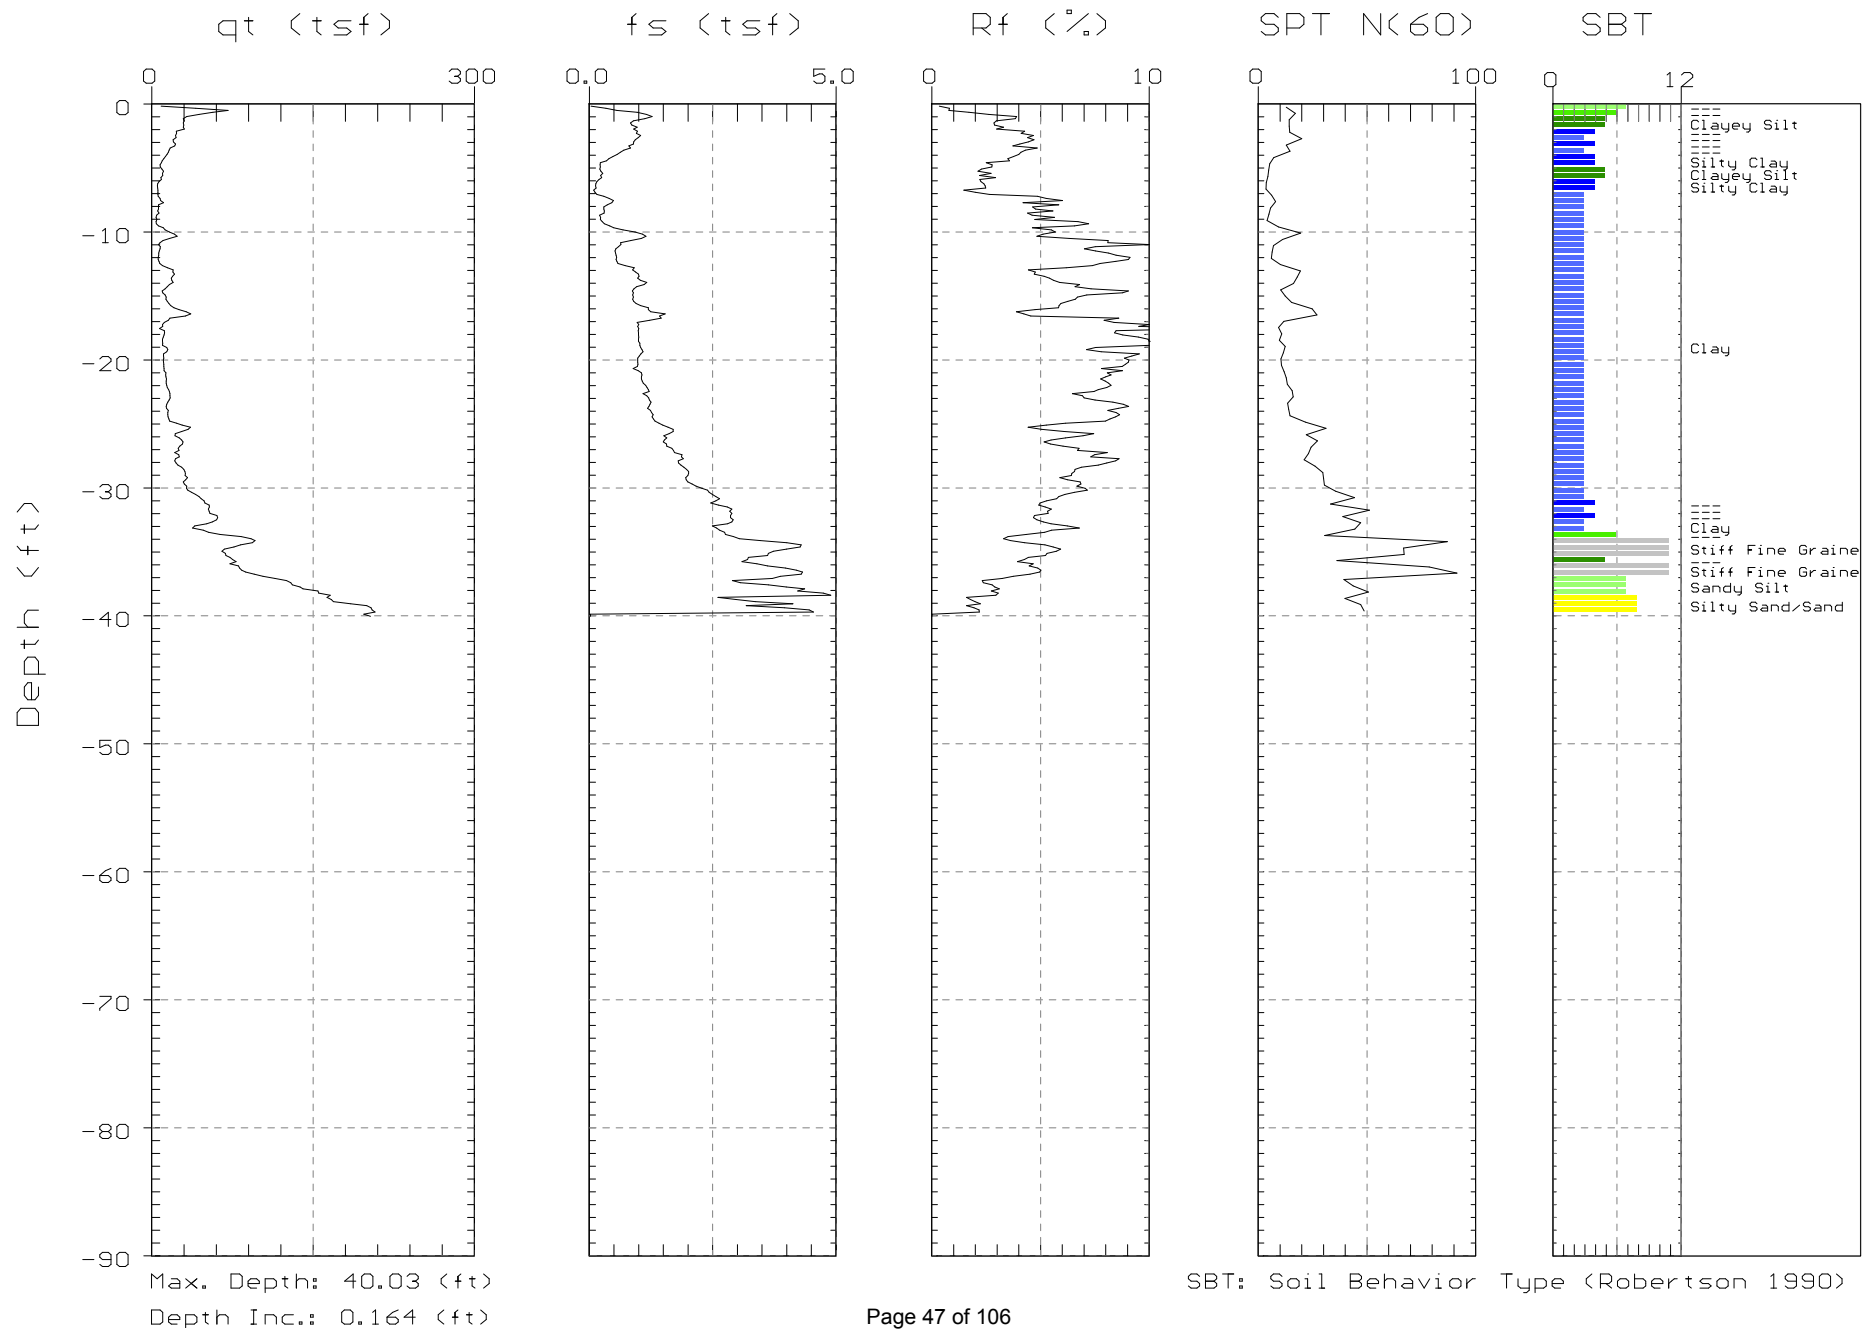 qt (tsf) fs (tsf) Rf (%) SPT N(60) SBT
0 300 0.0 5.0 0 10 0 100 0 12
0
-10
-20
-30
-40
-50
-60
-70
-80
-90
Depth (ft)
===
Clayey Silt
===
===
Silty Clay
Clayey Silt
Silty Clay
Clay
===
===
Clay
---
Stiff Fine Graine
===
Stiff Fine Graine
Sandy Silt
Silty Sand/Sand
Max. Depth: 40.03 (ft) SBT: Soil Behavior Type (Robertson 1990)
Depth Inc.: 0.164 (ft) Page 47 of 106